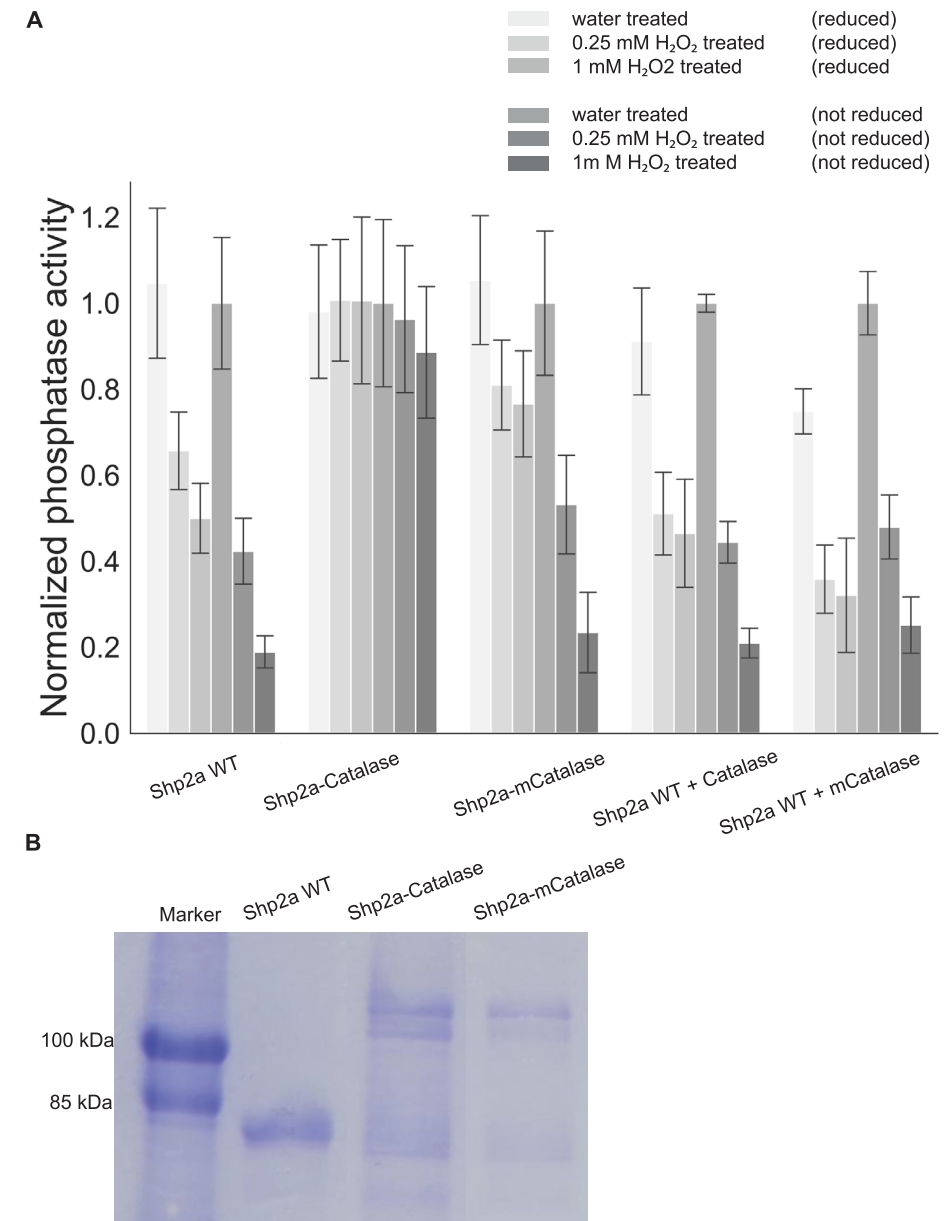 A
water treated (reduced)
0.25 mM H₂O₂ treated (reduced)
1 mM H2O2 treated (reduced
water treated (not reduced
0.25 mM H₂O₂ treated (not reduced)
1m M H₂O₂ treated (not reduced)
Normalized phosphatase activity
1.2
1.0
0.8
0.6
0.4
0.2
0.0
Shp2a WT
Shp2a-Catalase
Shp2a-mCatalase
Shp2a WT + Catalase
Shp2a WT + mCatalase
B
Marker
Shp2a WT
Shp2a-Catalase
Shp2a-mCatalase
100 kDa
85 kDa